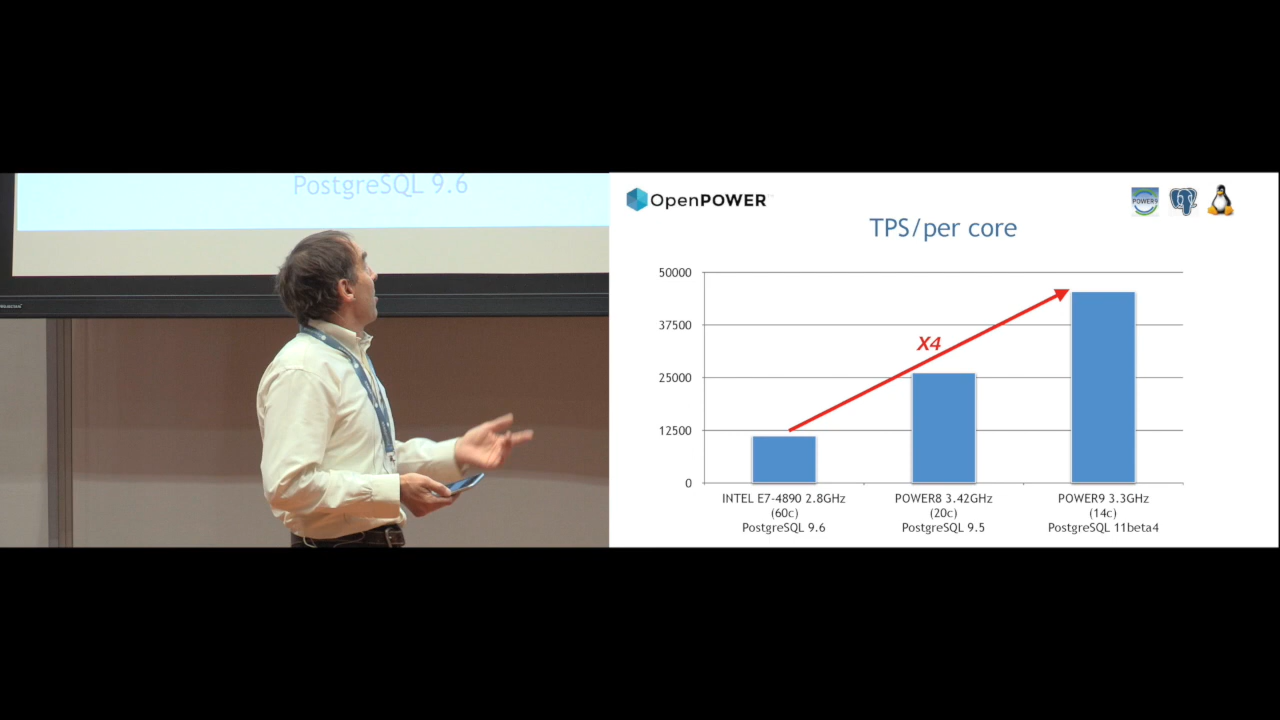 PostgreSQL 9.6
OpenPOWER
POWER9
TPS/per core
50000
37500
25000
12500
0
X4
INTEL E7-4890 2.8GHz
(60c)
PostgreSQL 9.6
POWER8 3.42GHz
(20c)
PostgreSQL 9.5
POWER9 3.3GHz
(14c)
PostgreSQL 11beta4